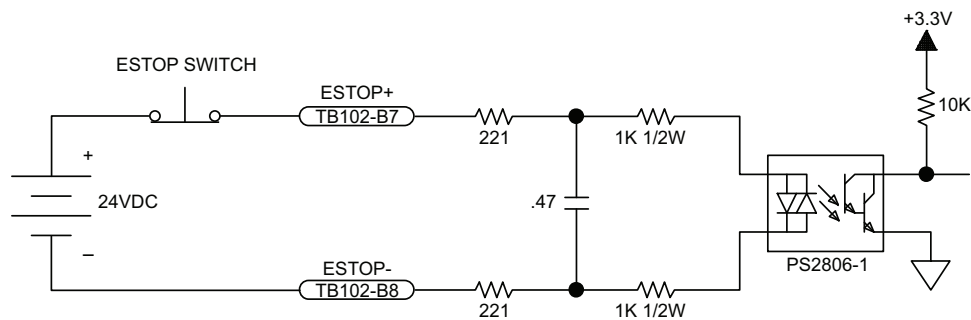 +3.3V
ESTOP SWITCH
ESTOP+
TB102-B7
10K
221
1K 1/2W
+
24VDC
.47
–
ESTOP-
TB102-B8
PS2806-1
221
1K 1/2W